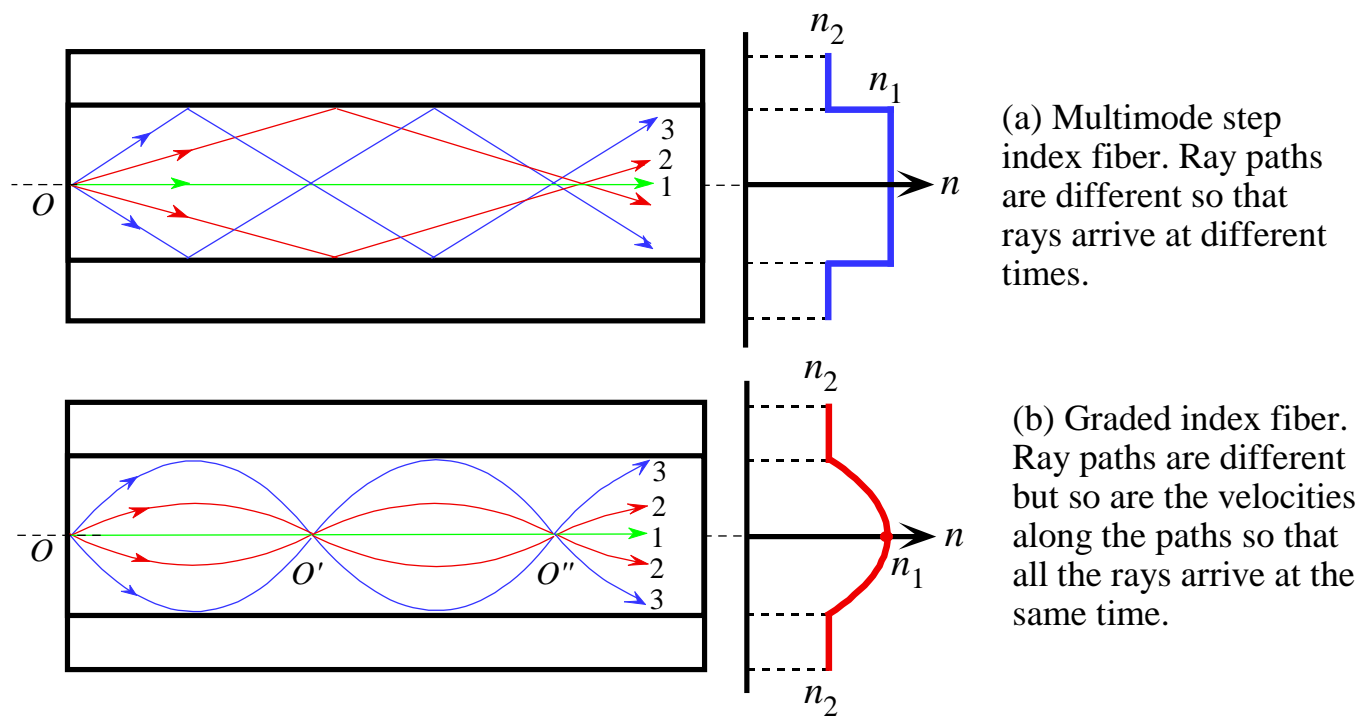 n₂
n₁
3
2
1
O
n
(a) Multimode step
index fiber. Ray paths
are different so that
rays arrive at different
times.
n₂
3
2
1
2
3
O
O'
O"
n
n₁
n₂
(b) Graded index fiber.
Ray paths are different
but so are the velocities
along the paths so that
all the rays arrive at the
same time.